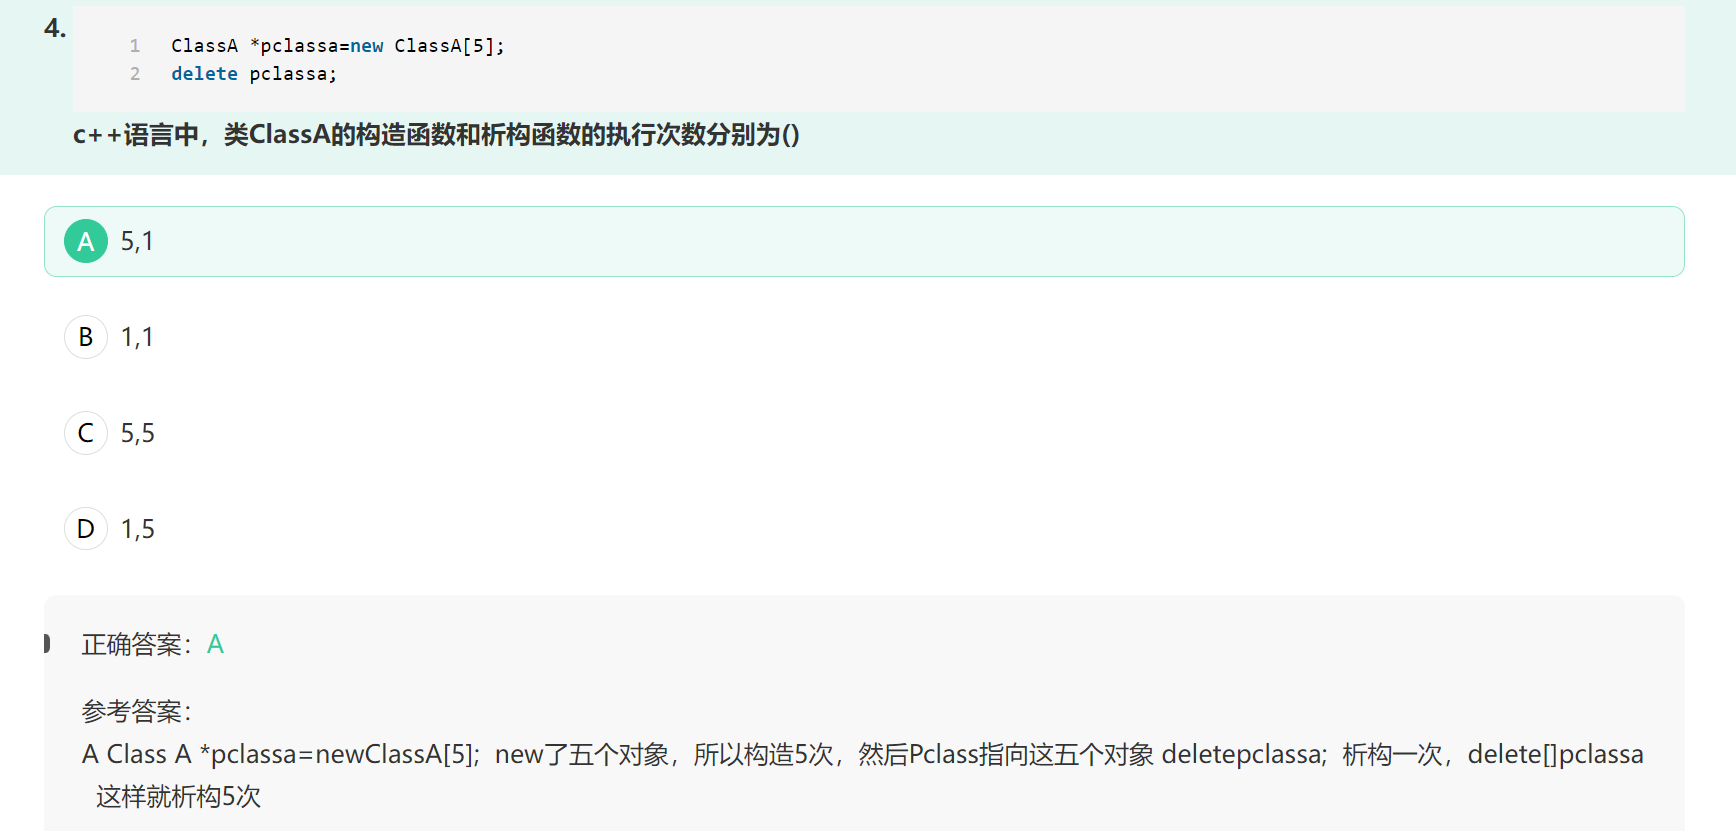 4.
1 ClassA *pclassa=new ClassA[5];
2 delete pclassa;
c++语言中，类ClassA的构造函数和析构函数的执行次数分别为()
A 5,1
B 1,1
C 5,5
D 1,5
正确答案：A
参考答案：
A Class A *pclassa=newClassA[5];  new了五个对象，所以构造5次，然后Pclass指向这五个对象 deletepclassa;  析构一次，delete[]pclassa
这样就析构5次